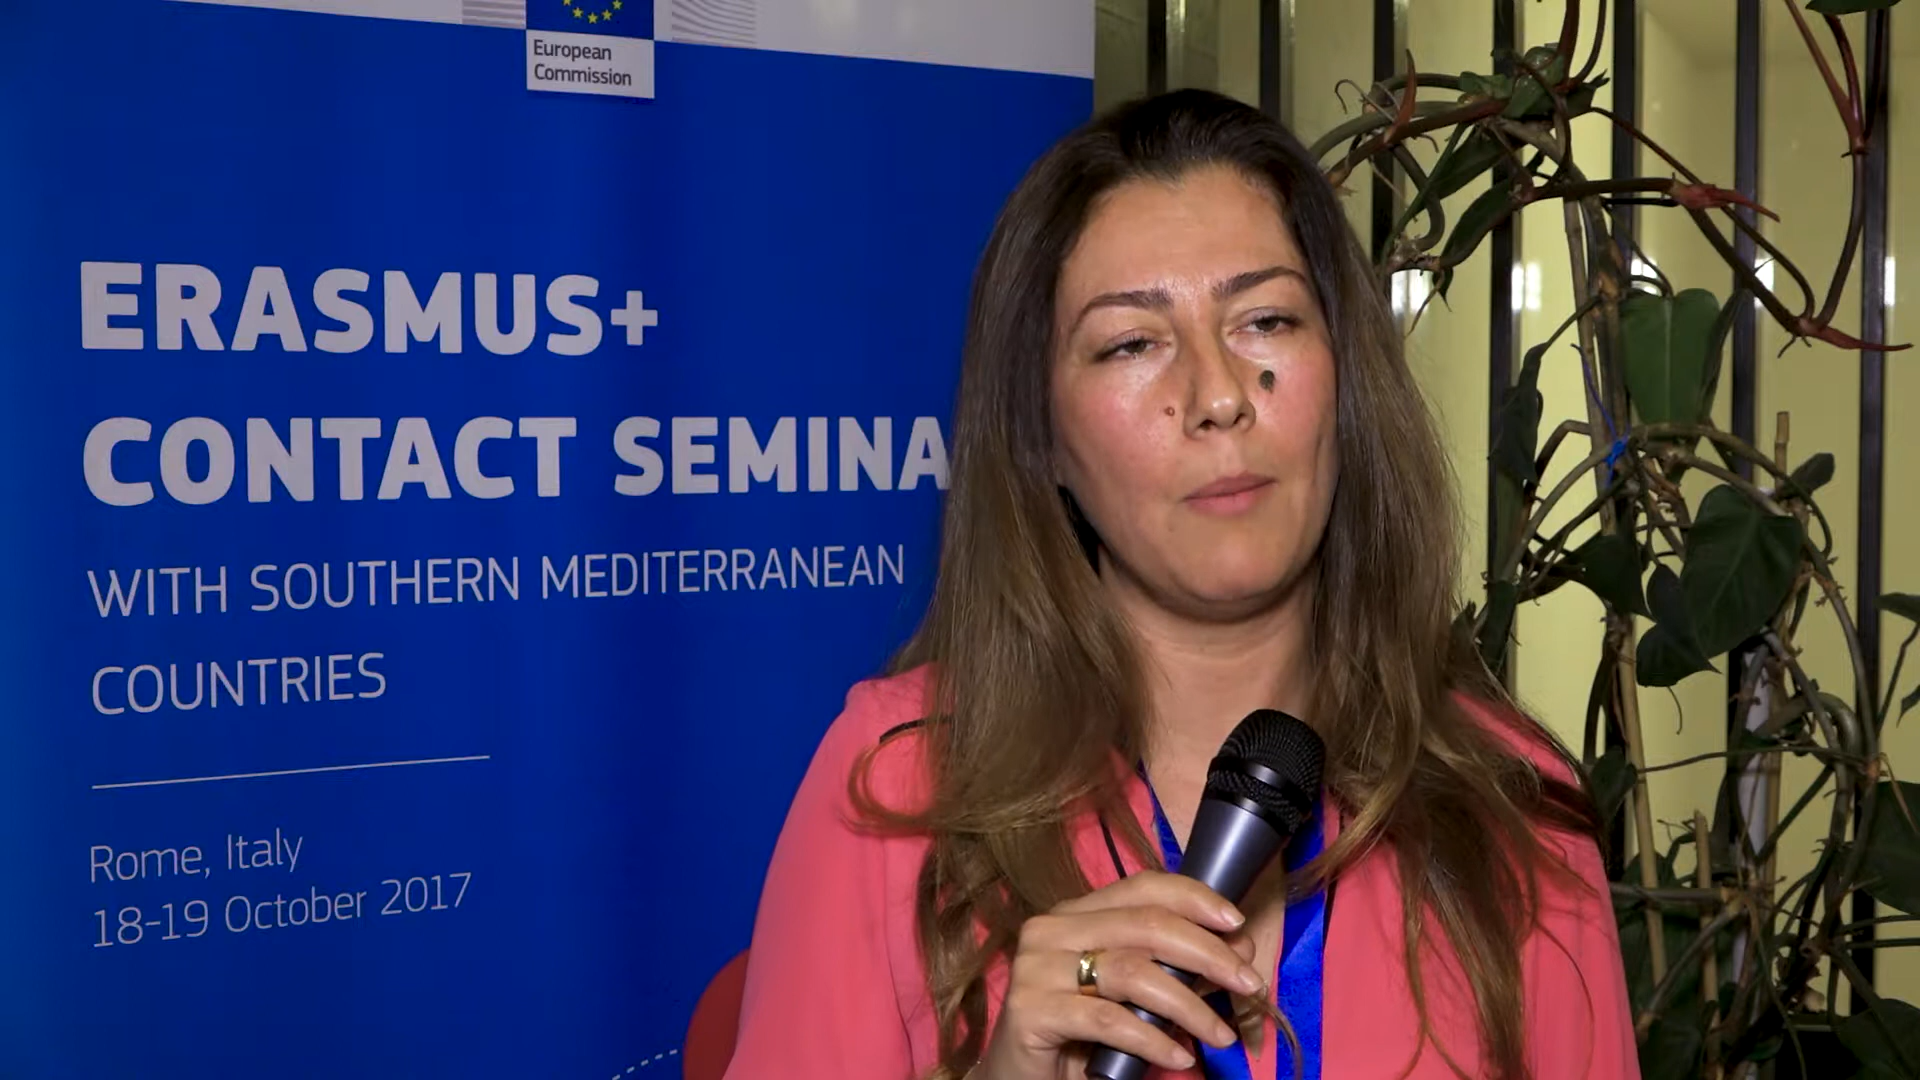 European
Commission
ERASMUS+
CONTACT SEMINA
WITH SOUTHERN MEDITERRANEAN
COUNTRIES
Rome, Italy
18-19 October 2017